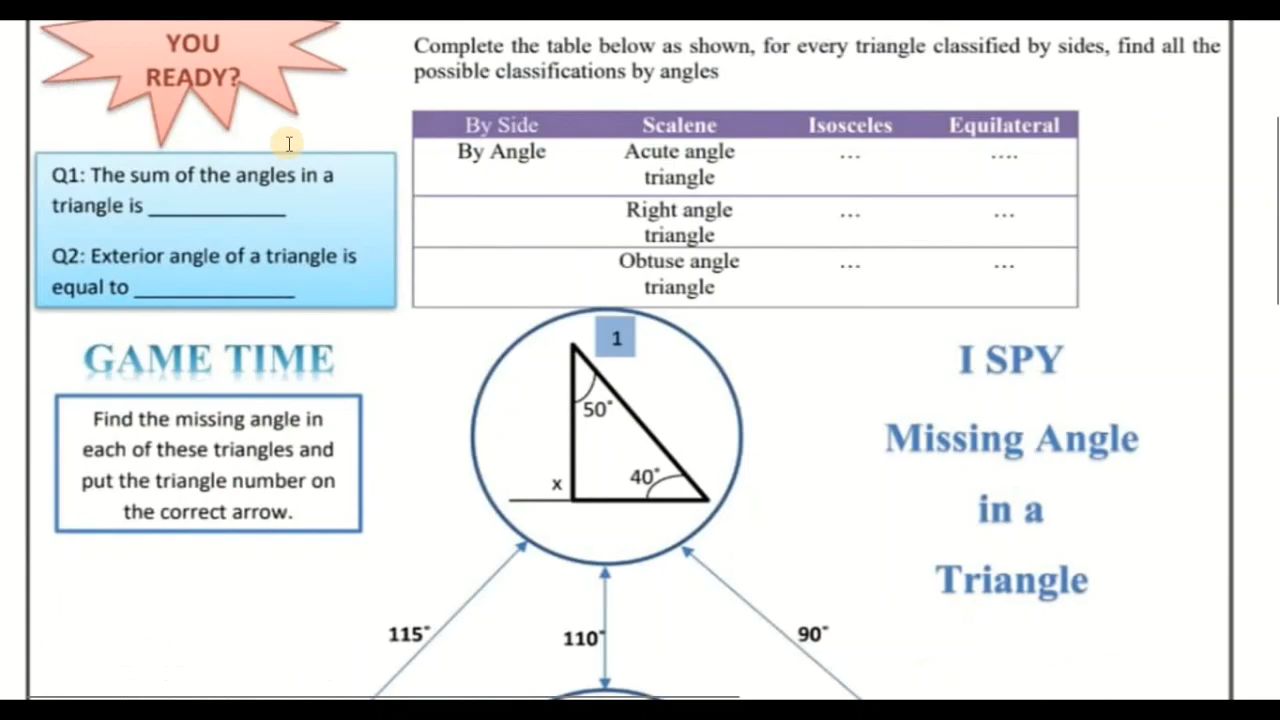 YOU
READY?
Complete the table below as shown, for every triangle classified by sides, find all the
possible classifications by angles
By Side Scalene Isosceles Equilateral
By Angle Acute angle ... ....
triangle
Right angle ... ...
triangle
Obtuse angle ... ...
triangle
Q1: The sum of the angles in a
triangle is ____________
Q2: Exterior angle of a triangle is
equal to ______________
GAME TIME
Find the missing angle in
each of these triangles and
put the triangle number on
the correct arrow.
1
50°
40°
x
I SPY
Missing Angle
in a
Triangle
115°
110°
90°